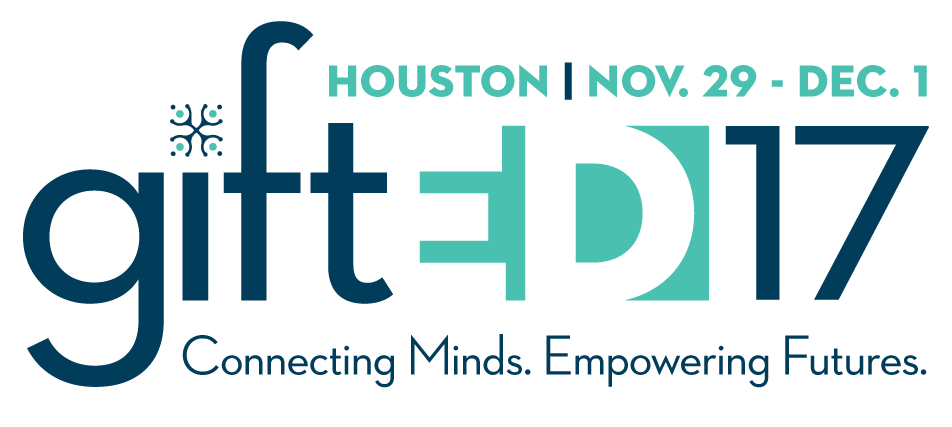 HOUSTON | NOV. 29 - DEC. 1
giftED17
Connecting Minds. Empowering Futures.